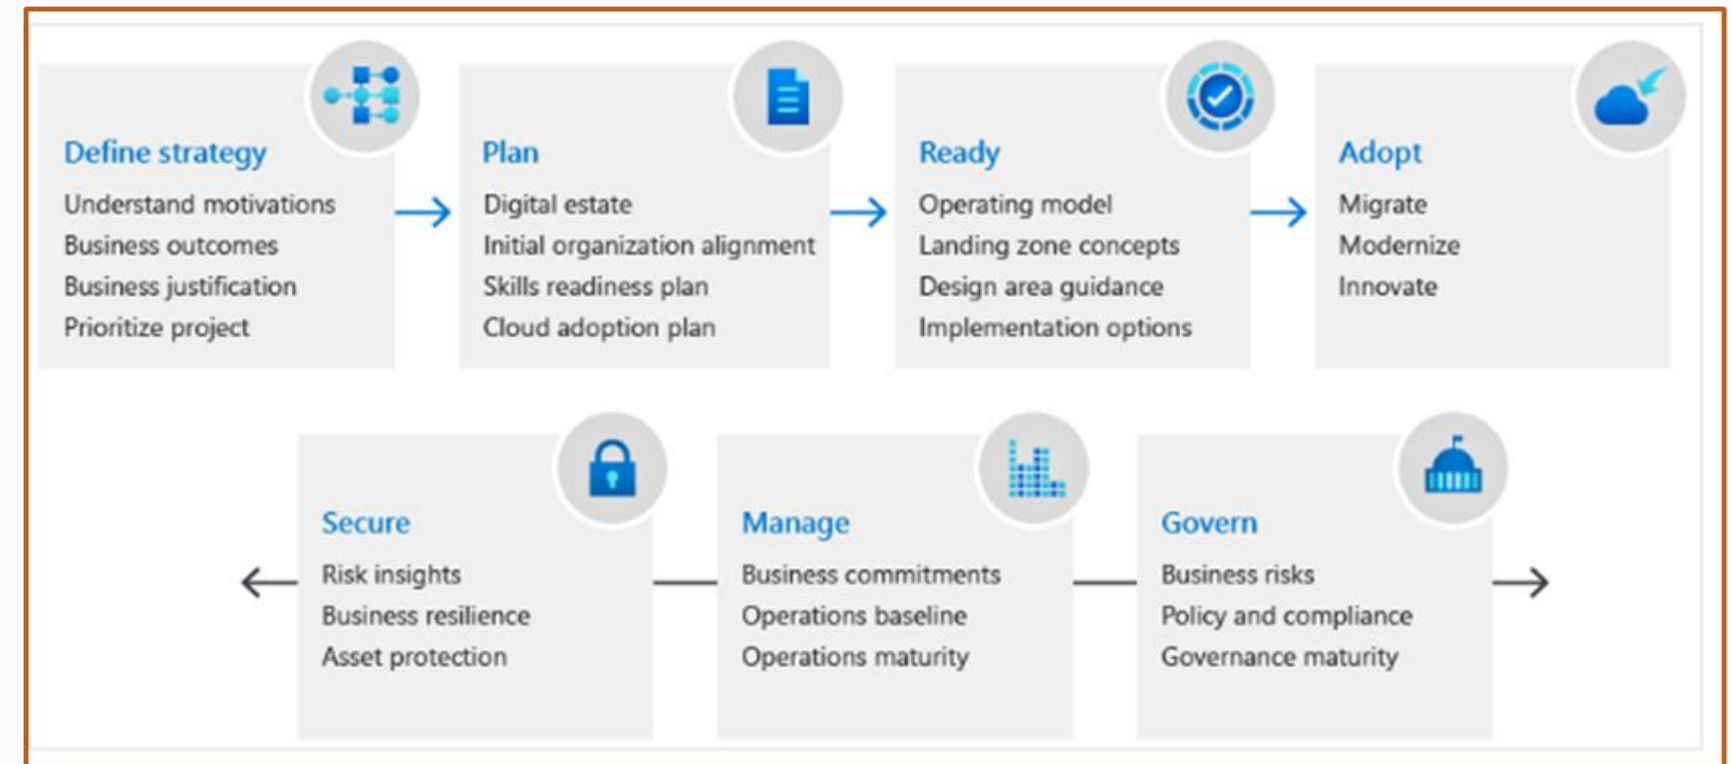 Define strategy
Understand motivations
Business outcomes
Business justification
Prioritize project
Plan
Digital estate
Initial organization alignment
Skills readiness plan
Cloud adoption plan
Ready
Operating model
Landing zone concepts
Design area guidance
Implementation options
Adopt
Migrate
Modernize
Innovate
Secure
Risk insights
Business resilience
Asset protection
Manage
Business commitments
Operations baseline
Operations maturity
Govern
Business risks
Policy and compliance
Governance maturity